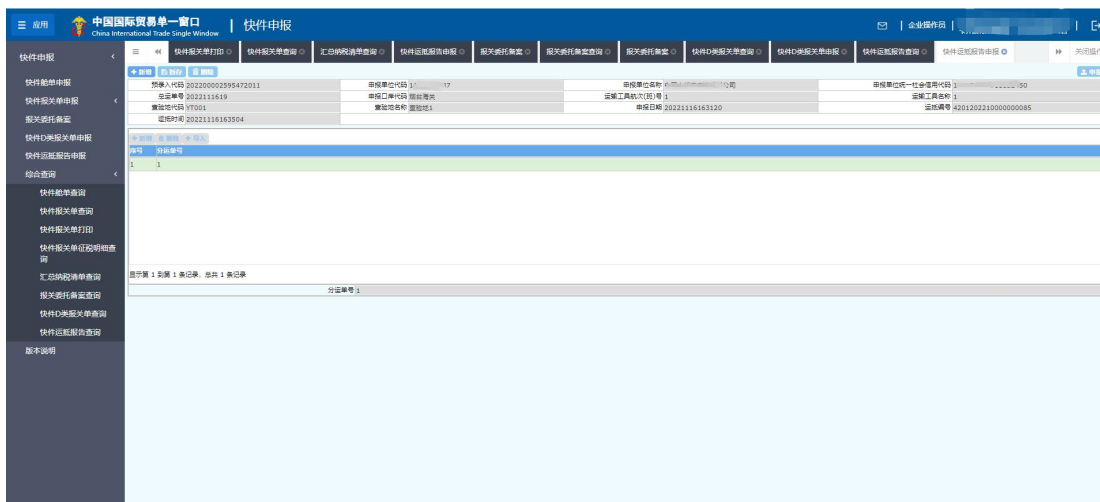 应用
中国国际贸易单一窗口
China International Trade Single Window
快件申报
企业操作员
快件申报
快件舱单申报
快件报关单申报
报关委托备案
快件D类报关单申报
快件运抵报告申报
综合查询
快件舱单查询
快件报关单查询
快件报关单打印
快件报关单征税明细查询
汇总纳税清单查询
报关委托备案查询
快件D类报关单查询
快件运抵报告查询
版本说明
快件报关单打印 快件报关单查询 汇总纳税清单查询 快件运抵报告申报 报关委托备案 报关委托备案查询 报关委托备案 快件D类报关单查询 快件D类报关单申报 快件运抵报告查询 快件运抵报告申报 关闭操作
新增 暂存 删除
预录入代码 202200002595472011 申报单位代码 申报单位名称 申报单位统一社会信用代码
总运单号 2022111619 申报口岸代码 烟台海关 运输工具航次(班)号 1 运输工具名称 1
查验地代码 YT001 查验地名称 查验地1 申报日期 20221116163120 运抵编号 4201202210000000085
运抵时间 20221116163504
新增 删除 导入
序号 分运单号
1 1
显示第 1 到第 1 条记录，总共 1 条记录
分运单号 1